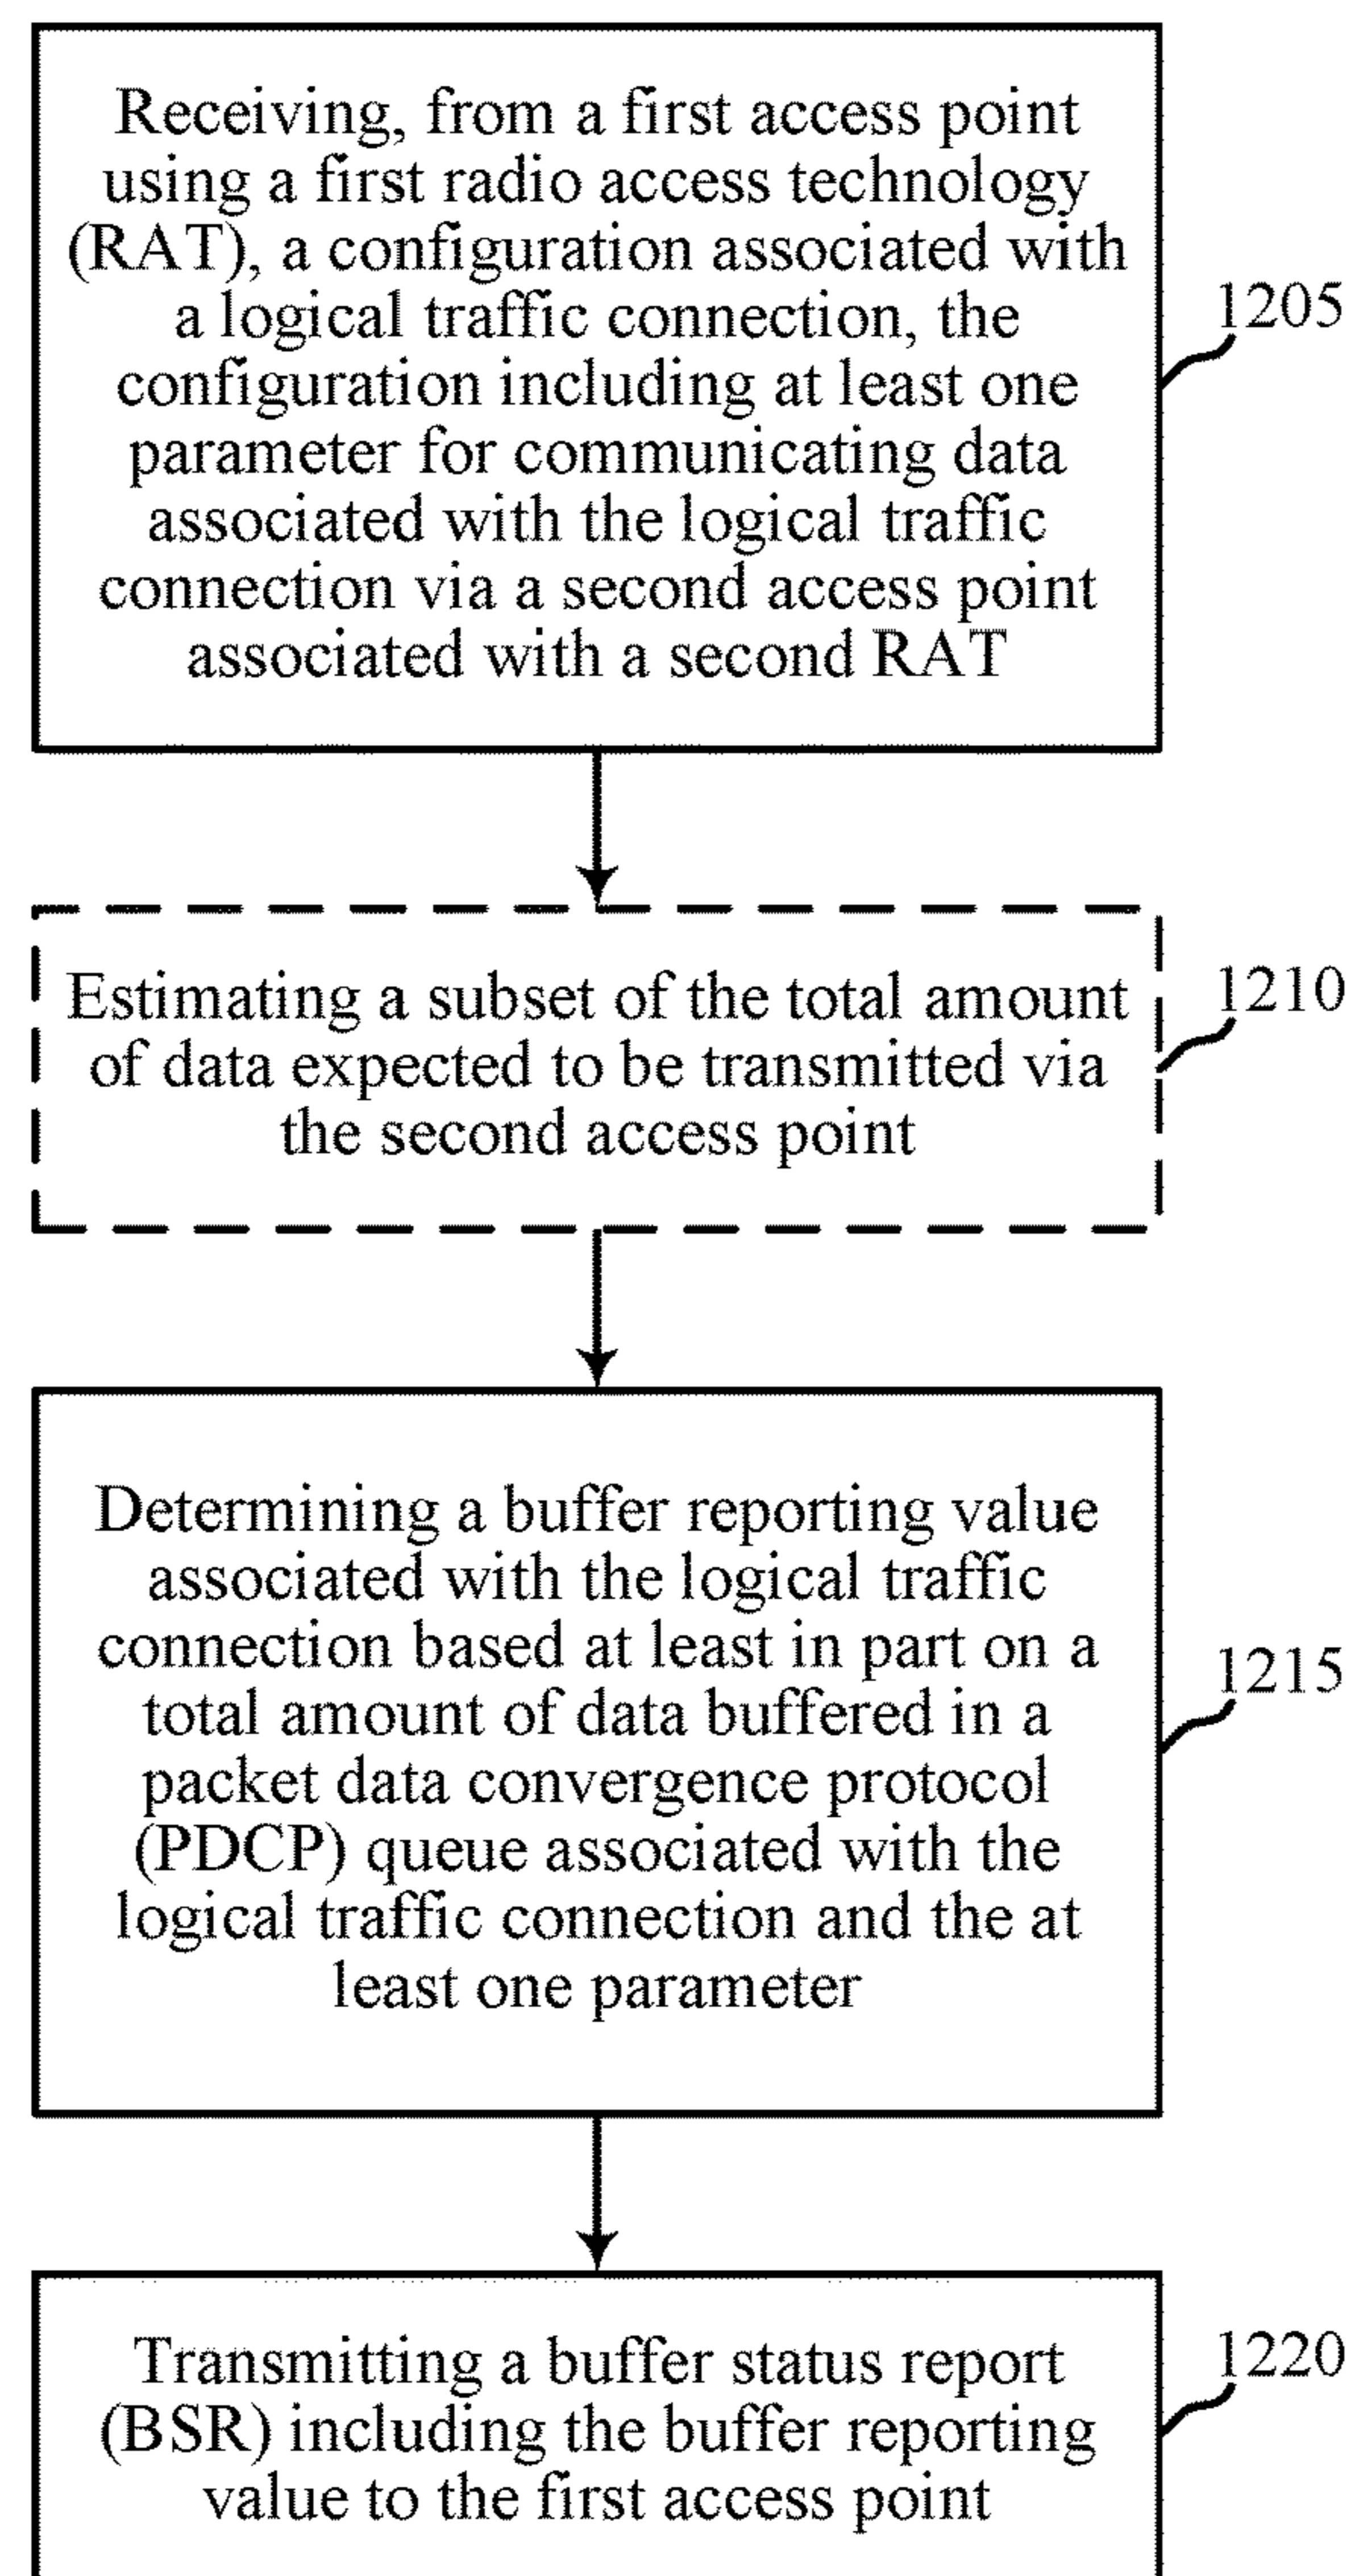 Receiving, from a first access point
using a first radio access technology
(RAT), a configuration associated with
a logical traffic connection, the
configuration including at least one
parameter for communicating data
associated with the logical traffic
connection via a second access point
associated with a second RAT
1205
Estimating a subset of the total amount
of data expected to be transmitted via
the second access point
1210
Determining a buffer reporting value
associated with the logical traffic
connection based at least in part on a
total amount of data buffered in a
packet data convergence protocol
(PDCP) queue associated with the
logical traffic connection and the at
least one parameter
1215
Transmitting a buffer status report
(BSR) including the buffer reporting
value to the first access point
1220